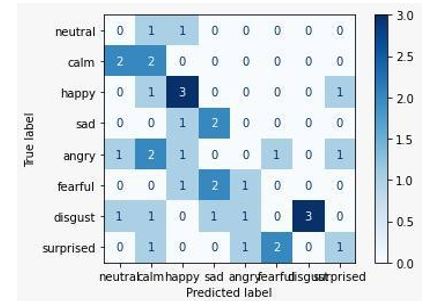 neutral 0 1 1 0 0 0 0 0
calm 2 2 0 0 0 0 0 0
happy 0 1 3 0 0 0 0 1
sad 0 0 1 2 0 0 0 0
angry 1 2 1 0 0 1 0 1
fearful 0 0 1 2 1 0 0 0
disgust 1 1 0 1 1 0 3 0
surprised 0 1 0 0 1 2 0 1
neutral calm happy sad angry fearful disgust surprised
Predicted label
True label
3.0
2.5
2.0
1.5
1.0
0.5
0.0